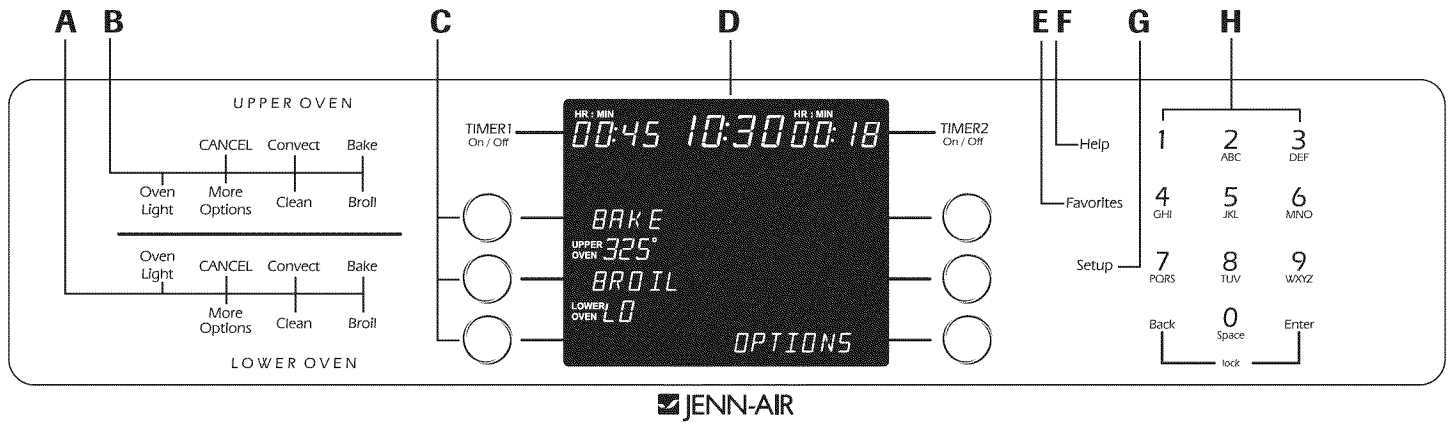 A B C D E F G H
UPPER OVEN
CANCEL Convect Bake
Oven Light More Options Clean Broil
Oven Light CANCEL Convect Bake
More Options Clean Broil
LOWER OVEN
TIMER1 On / Off
HR : MIN HR : MIN
00:45 10:30 00:18
BAKE
UPPER OVEN 325°
BROIL
LOWER OVEN LO
OPTIONS
TIMER2 On / Off
Help
Favorites
Setup
1 2 ABC 3 DEF
4 GHI 5 JKL 6 MNO
7 PQRS 8 TUV 9 WXYZ
Back 0 Space Enter
lock
JENN-AIR